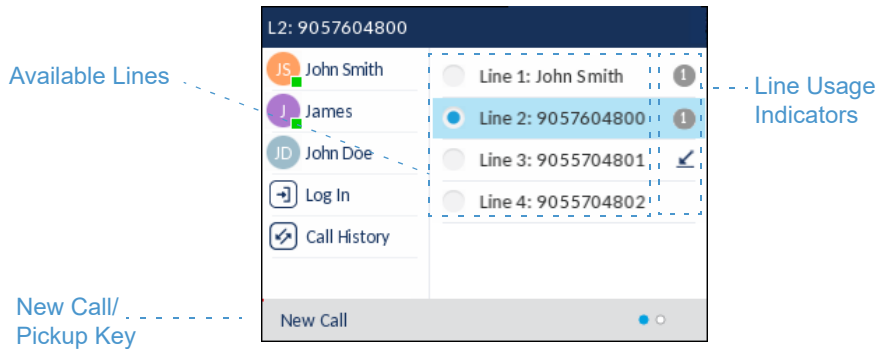 L2: 9057604800
Available Lines
JS John Smith
J James
JD John Doe
Log In
Call History
Line 1: John Smith 1
Line 2: 9057604800 1
Line 3: 9055704801
Line 4: 9055704802
Line Usage
Indicators
New Call/
Pickup Key
New Call